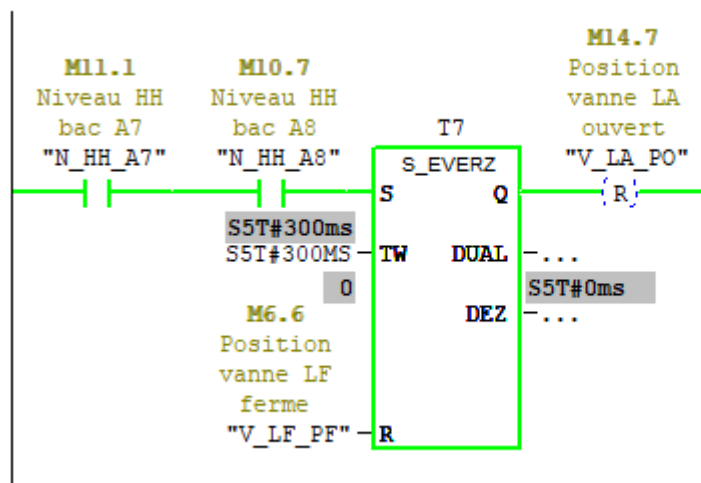 M14.7
M11.1 M10.7 Position
Niveau HH Niveau HH vanne LA
bac A7 bac A8 T7 ouvert
"N_HH_A7" "N_HH_A8" S_EVERZ "V_LA_PO"
S Q R
S5T#300ms
S5T#300MS TW DUAL ...
0 S5T#0ms
M6.6 DEZ ...
Position
vanne LF
ferme
"V_LF_PF" R